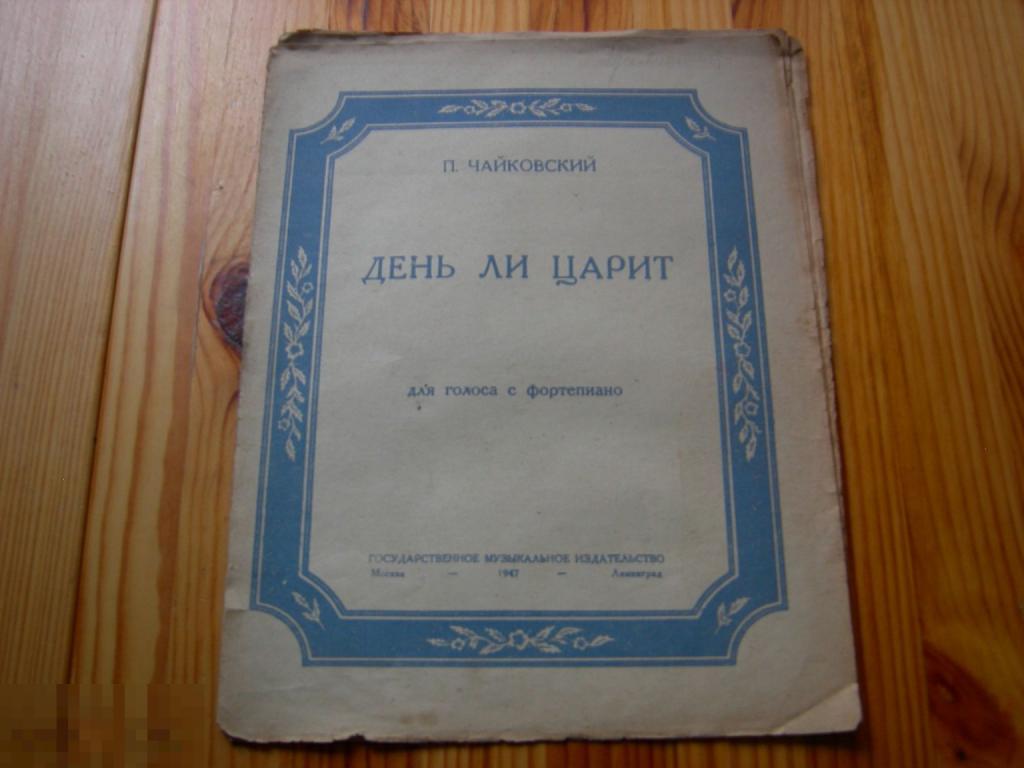 П. ЧАЙКОВСКИЙ
ДЕНЬ ЛИ ЦАРИТ
для голоса с фортепиано
ГОСУДАРСТВЕННОЕ МУЗЫКАЛЬНОЕ ИЗДАТЕЛЬСТВО
Москва — 1947 — Ленинград